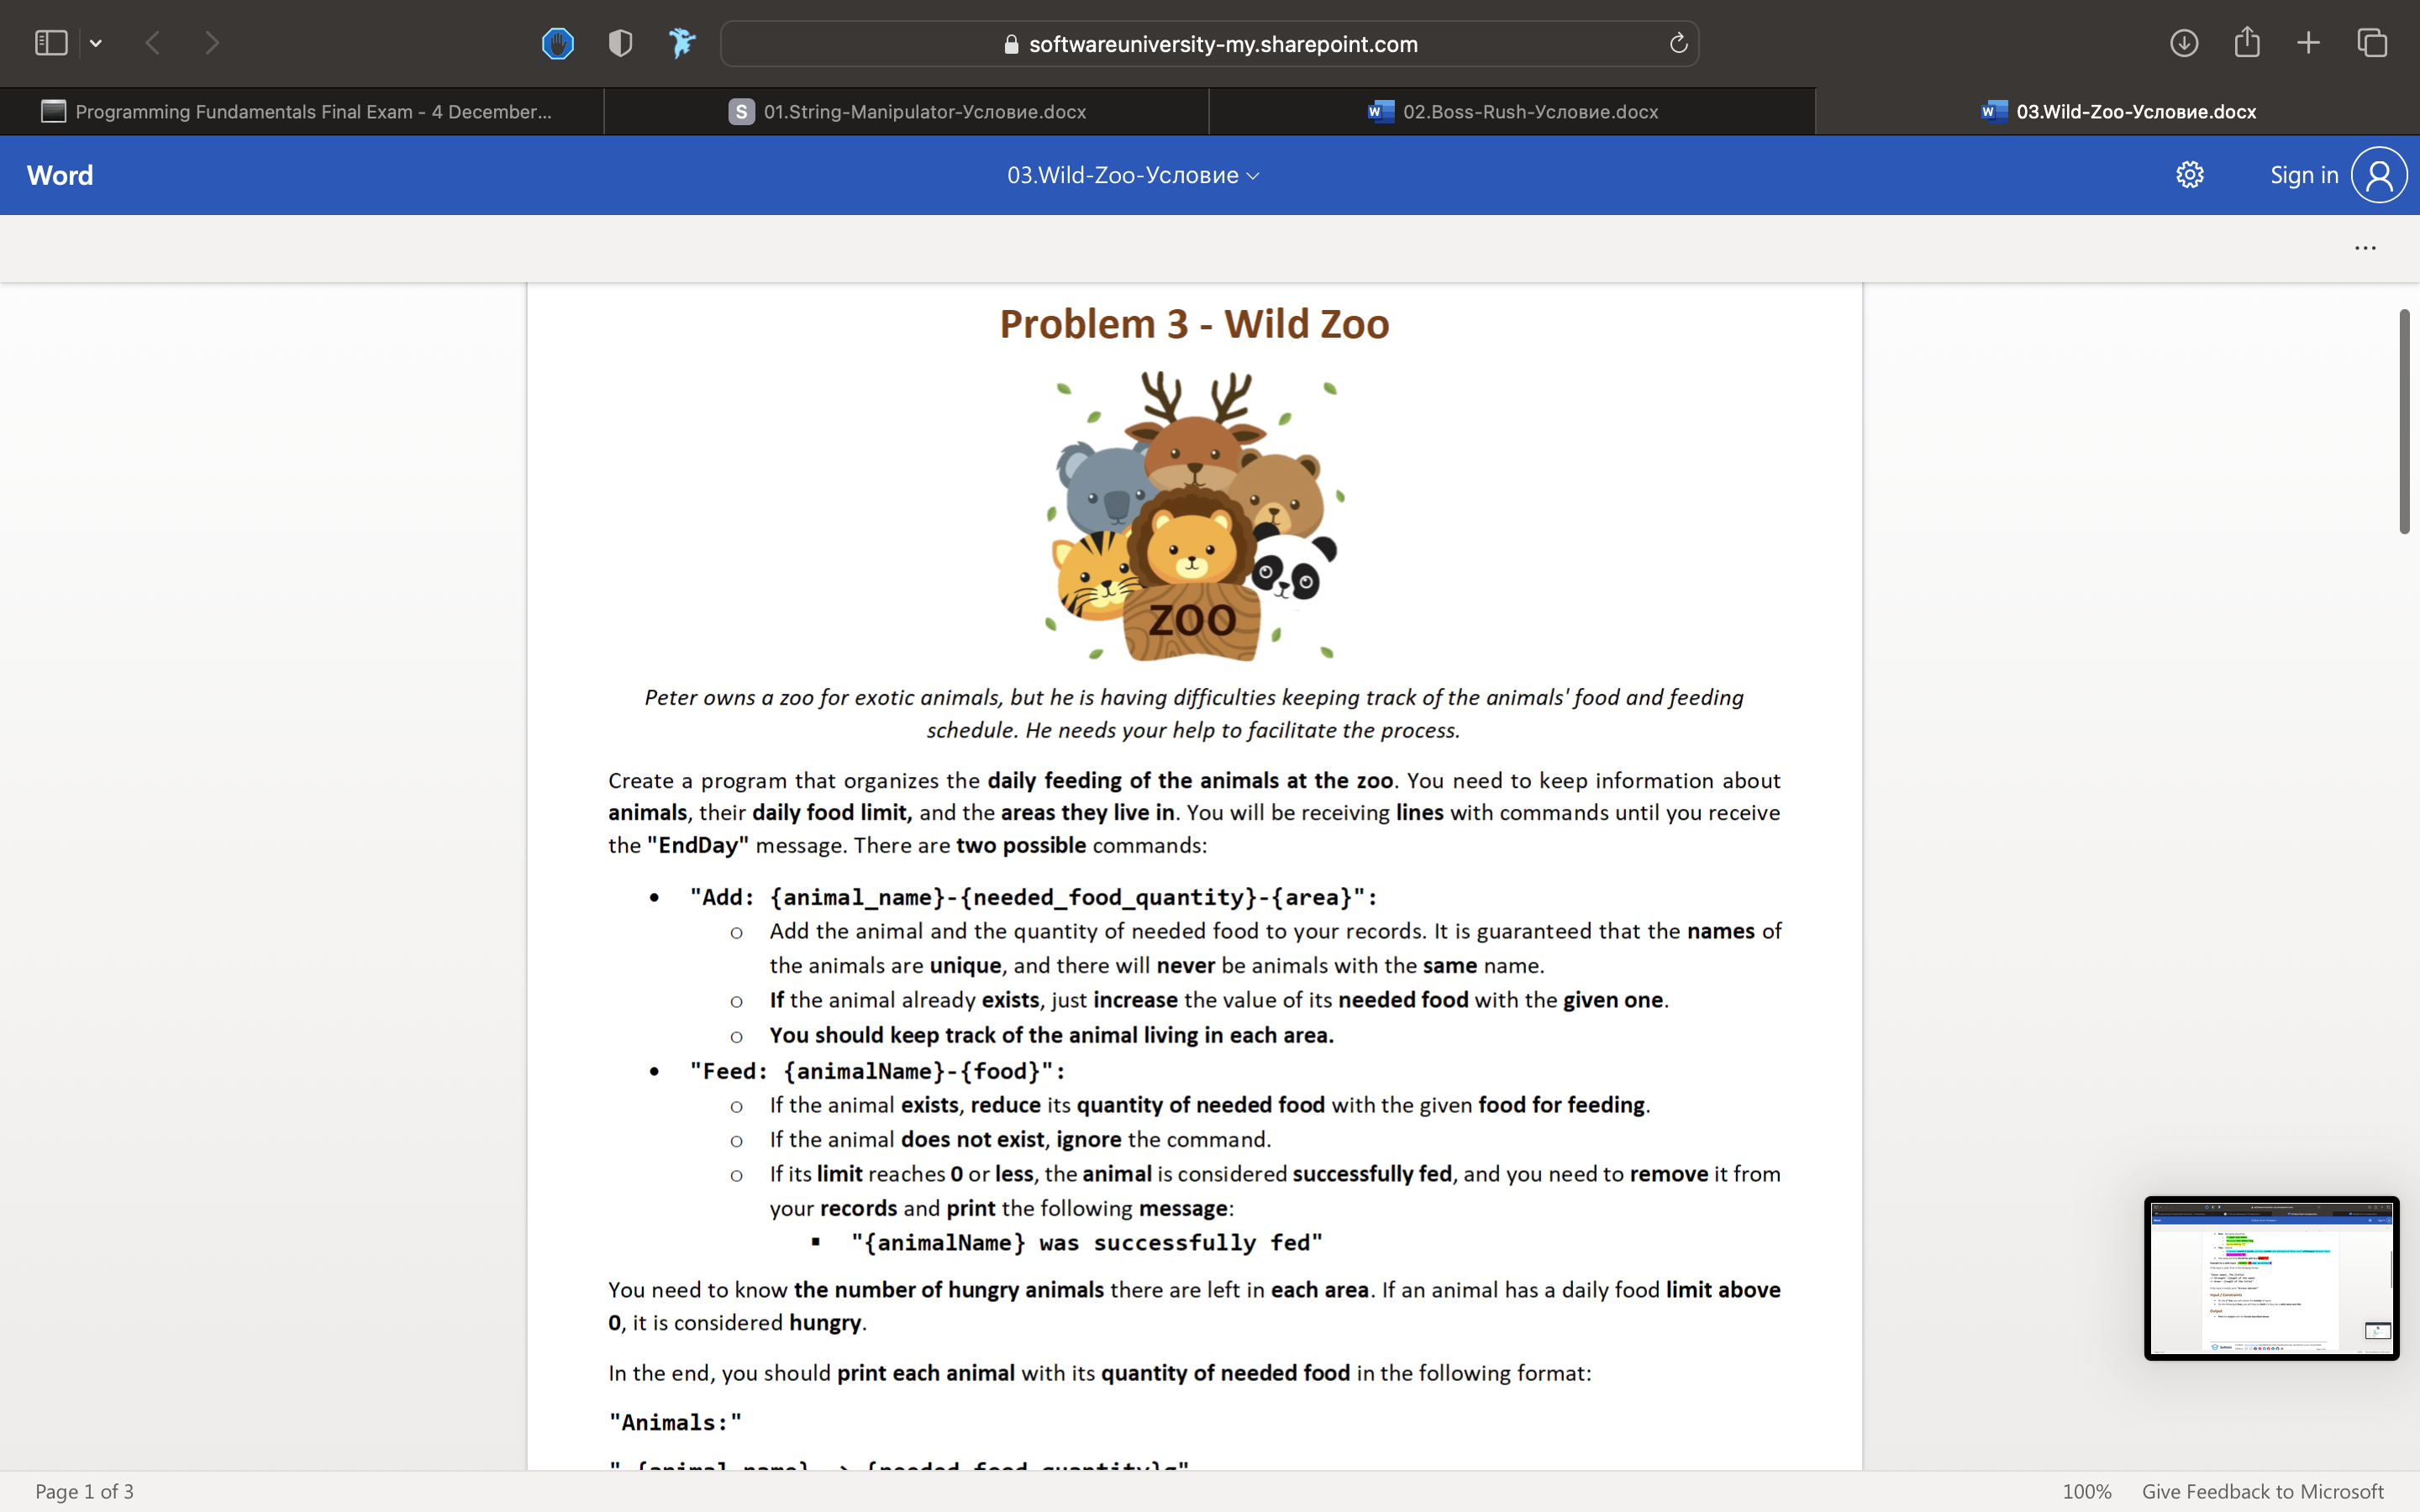 softwareuniversity-my.sharepoint.com
Programming Fundamentals Final Exam - 4 December...
S 01.String-Manipulator-Условие.docx
W 02.Boss-Rush-Условие.docx
W 03.Wild-Zoo-Условие.docx
Word
03.Wild-Zoo-Условие
Sign in
Problem 3 - Wild Zoo
ZOO
Peter owns a zoo for exotic animals, but he is having difficulties keeping track of the animals' food and feeding
schedule. He needs your help to facilitate the process.
Create a program that organizes the daily feeding of the animals at the zoo. You need to keep information about
animals, their daily food limit, and the areas they live in. You will be receiving lines with commands until you receive
the "EndDay" message. There are two possible commands:
• "Add: {animal_name}-{needed_food_quantity}-{area}":
o Add the animal and the quantity of needed food to your records. It is guaranteed that the names of
the animals are unique, and there will never be animals with the same name.
o If the animal already exists, just increase the value of its needed food with the given one.
o You should keep track of the animal living in each area.
• "Feed: {animalName}-{food}":
o If the animal exists, reduce its quantity of needed food with the given food for feeding.
o If the animal does not exist, ignore the command.
o If its limit reaches 0 or less, the animal is considered successfully fed, and you need to remove it from
your records and print the following message:
▪ "{animalName} was successfully fed"
You need to know the number of hungry animals there are left in each area. If an animal has a daily food limit above
0, it is considered hungry.
In the end, you should print each animal with its quantity of needed food in the following format:
"Animals:"
" {animal_name} -> {needed_food_quantity}g"
Page 1 of 3
100%
Give Feedback to Microsoft